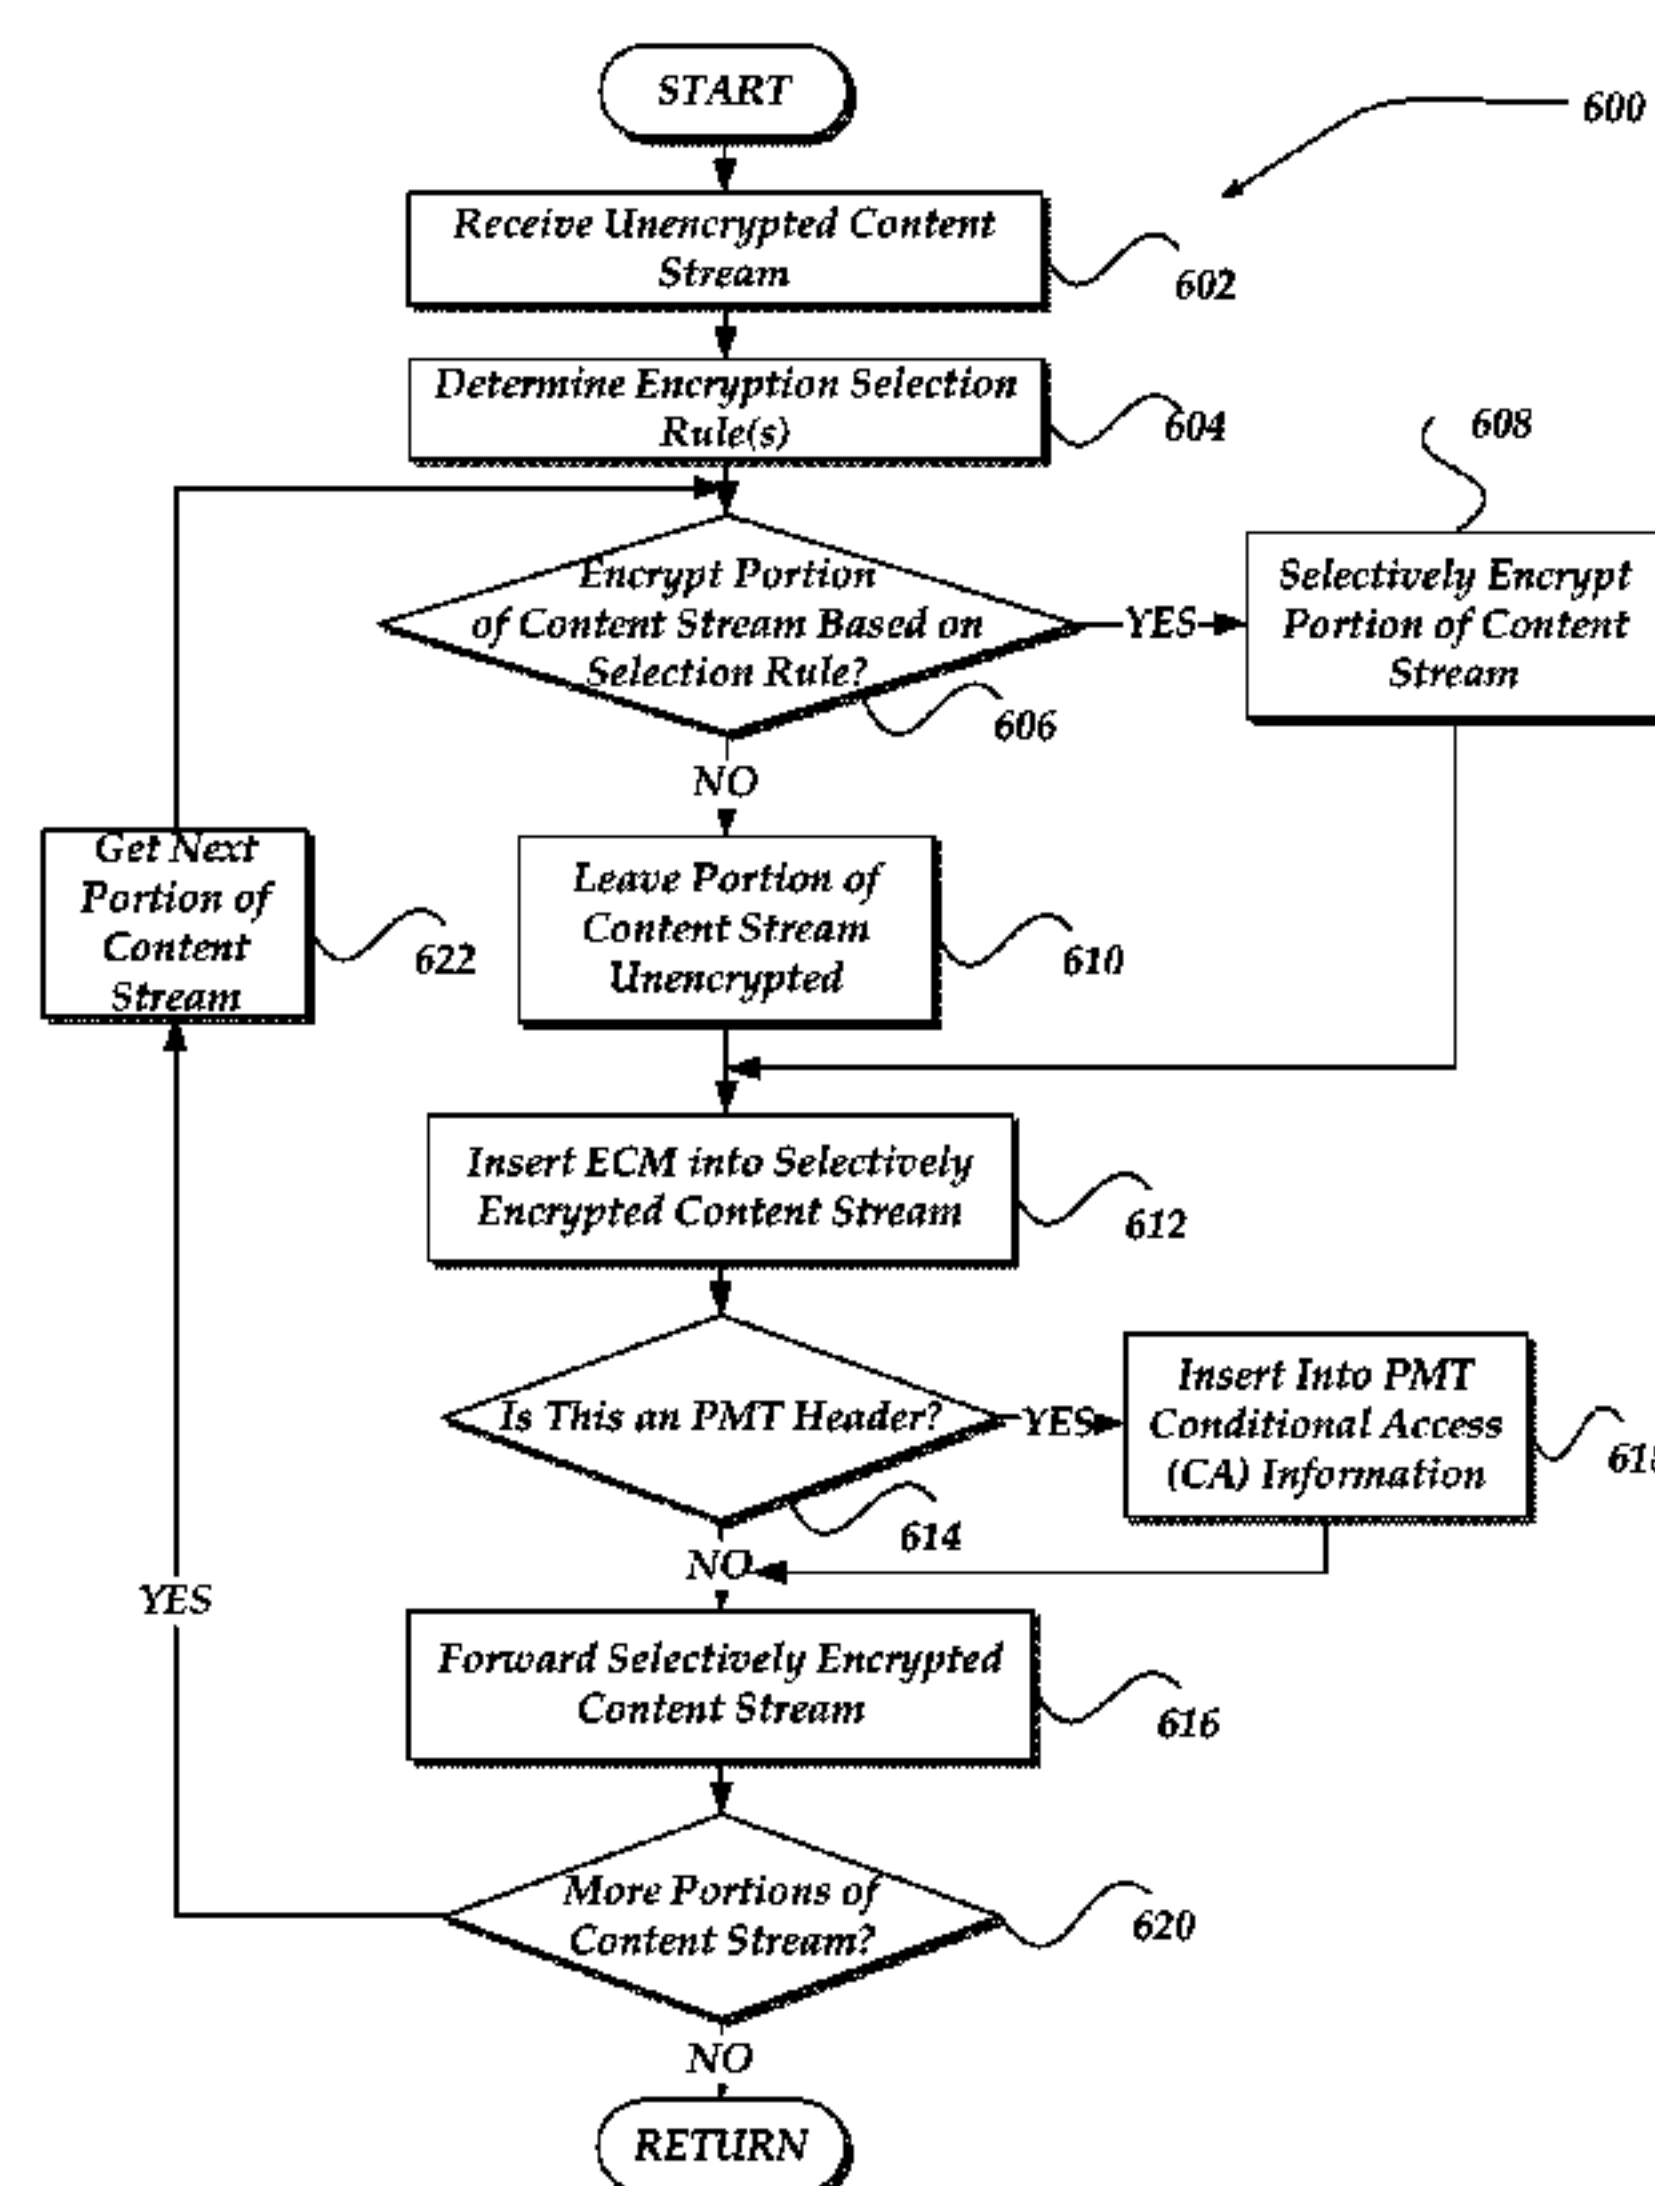 START
600
Receive Unencrypted Content
Stream
602
Determine Encryption Selection
Rule(s)
604
608
Encrypt Portion
of Content Stream Based on
Selection Rule?
YES
Selectively Encrypt
Portion of Content
Stream
606
NO
Get Next
Portion of
Content
Stream
622
Leave Portion of
Content Stream
Unencrypted
610
Insert ECM into Selectively
Encrypted Content Stream
612
Is This an PMT Header?
YES
Insert Into PMT
Conditional Access
(CA) Information
614
NO
YES
Forward Selectively Encrypted
Content Stream
616
More Portions of
Content Stream?
620
NO
RETURN